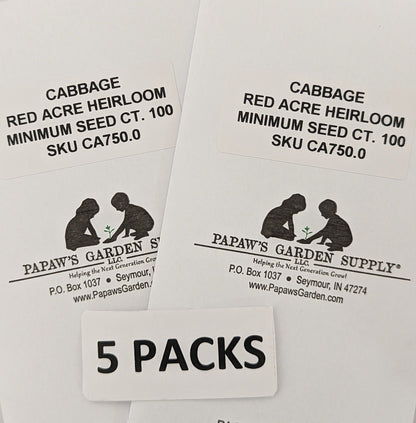 CABBAGE
RED ACRE HEIRLOOM
MINIMUM SEED CT. 100
SKU CA750.0
PAPAW'S GARDEN SU
LLC.
Helping the Next Generation Grow!
P.O. Box 1037 • Seymour, I
www.PapawsGarden.
CABBAGE
RED ACRE HEIRLOOM
MINIMUM SEED CT. 100
SKU CA750.0
PAPAW'S GARDEN SUPPLY®
LLC.
Helping the Next Generation Grow!
P.O. Box 1037 • Seymour, IN 47274
www.PapawsGarden.com
5 PACKS